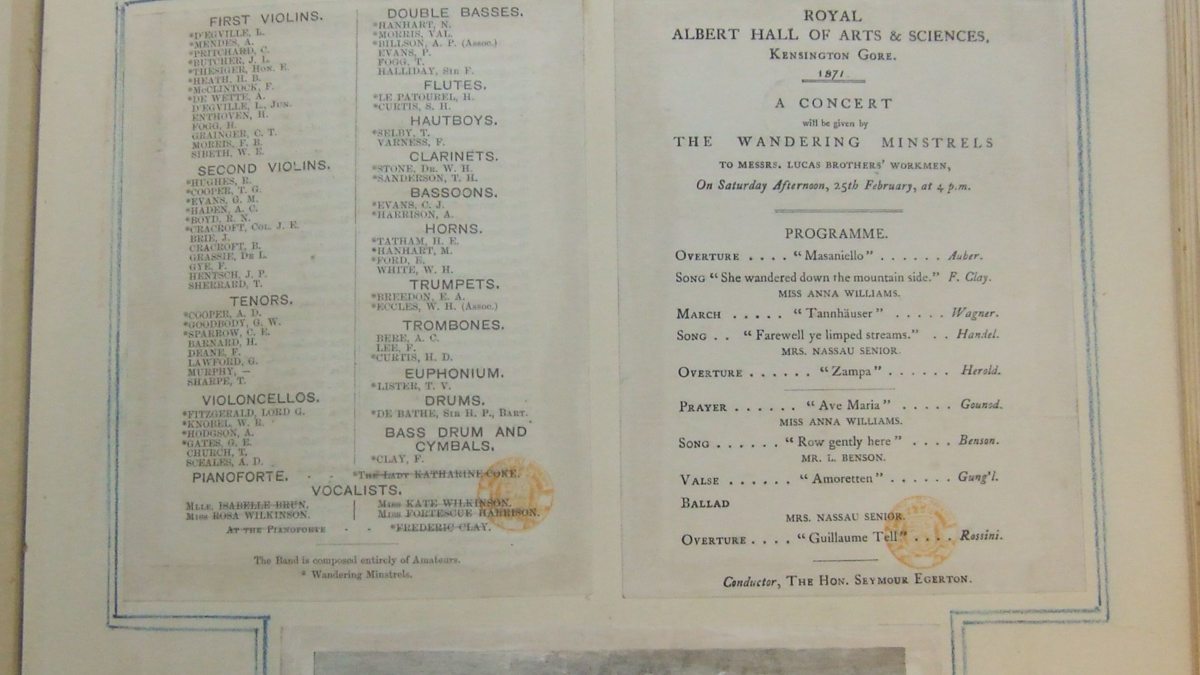 FIRST VIOLINS.
*D'EGVILLE, L.
*MENDES, A.
*PRITCHARD, C.
*BUTCHER, J. L.
*THESIGER, HON. E.
*HEATH, H. B.
*McCLINTOCK, F.
*DE WETTE, A.
D'EGVILLE, L., JUN.
ENTHOVEN, H.
FOGG, H.
GRAINGER, C. T.
MORRIS, F. B.
SIBETH, W. E.
SECOND VIOLINS.
*HUGHES, R.
*COOPER, T. G.
*EVANS, G. M.
*HADEN, A. C.
*BOYD, R. N.
*CRACROFT, COL. J. E.
BRIE, J.
CRACROFT, B.
GRASSIE, DE L.
GYE, F.
HENTSCH, J. P.
SHERRARD, T.
TENORS.
*COOPER, A. D.
*GOODBODY, G. W.
*SPARROW, C. E.
BARNARD, H.
DEANE, F.
LAWFORD, G.
MURPHY, —
SHARPE, T.
VIOLONCELLOS.
*FITZGERALD, LORD G.
*KNOBEL, W. R.
*HODGSON, A.
*GATES, G. E.
CHURCH, T.
SCEALES, A. D.
DOUBLE BASSES.
*HANHART, N.
*MORRIS, VAL.
*BILLSON, A. P. (Assoc.)
EVANS, P.
FOGG, T.
HALLIDAY, SIR F.
FLUTES.
*LE PATOUREL, H.
*CURTIS, S. H.
HAUTBOYS.
*SELBY, T.
VARNESS, F.
CLARINETS.
*STONE, DR. W. H.
*SANDERSON, T. H.
BASSOONS.
*EVANS, C. J.
*HARRISON, A.
HORNS.
*TATHAM, H. E.
*HANHART, M.
*FORD, E.
WHITE, W. H.
TRUMPETS.
*BREEDON, E. A.
*ECCLES, W. H. (Assoc.)
TROMBONES.
BERE, A. C.
LEE, F.
*CURTIS, H. D.
EUPHONIUM.
*LISTER, T. V.
DRUMS.
*DE BATHE, SIR H. P., BART.
BASS DRUM AND
CYMBALS.
*CLAY, F.
PIANOFORTE. - - *THE LADY KATHARINE COKE.
VOCALISTS.
MLLE. ISABELLE BRUN. | MISS KATE WILKINSON.
MISS ROSA WILKINSON. | MISS FORTESCUE HARRISON.
AT THE PIANOFORTE - - *FREDERIC CLAY.
The Band is composed entirely of Amateurs.
* Wandering Minstrels.
ROYAL
ALBERT HALL OF ARTS & SCIENCES,
KENSINGTON GORE.
1871.
A CONCERT
will be given by
THE WANDERING MINSTRELS
TO MESSRS. LUCAS BROTHERS' WORKMEN,
On Saturday Afternoon, 25th February, at 4 p.m.
PROGRAMME.
OVERTURE . . . . "Masaniello" . . . . . . Auber.
SONG "She wandered down the mountain side." F. Clay.
MISS ANNA WILLIAMS.
MARCH . . . . . "Tannhäuser" . . . . . Wagner.
SONG . . "Farewell ye limped streams." . . Handel.
MRS. NASSAU SENIOR.
OVERTURE . . . . . . "Zampa" . . . . . . . Herold.
PRAYER . . . . . . "Ave Maria" . . . . . Gounod.
MISS ANNA WILLIAMS.
SONG . . . . . . "Row gently here" . . . . Benson.
MR. L. BENSON.
VALSE . . . . . . "Amoretten" . . . . . . Gung'l.
BALLAD
MRS. NASSAU SENIOR.
OVERTURE . . . . "Guillaume Tell" . . . . Rossini.
Conductor, THE HON. SEYMOUR EGERTON.